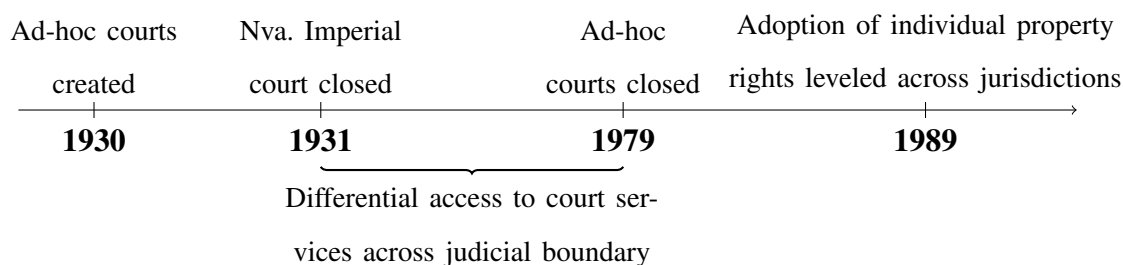 Ad-hoc courts
created
Nva. Imperial
court closed
Ad-hoc
courts closed
Adoption of individual property
rights leveled across jurisdictions
1930
1931
1979
1989
Differential access to court ser-
vices across judicial boundary